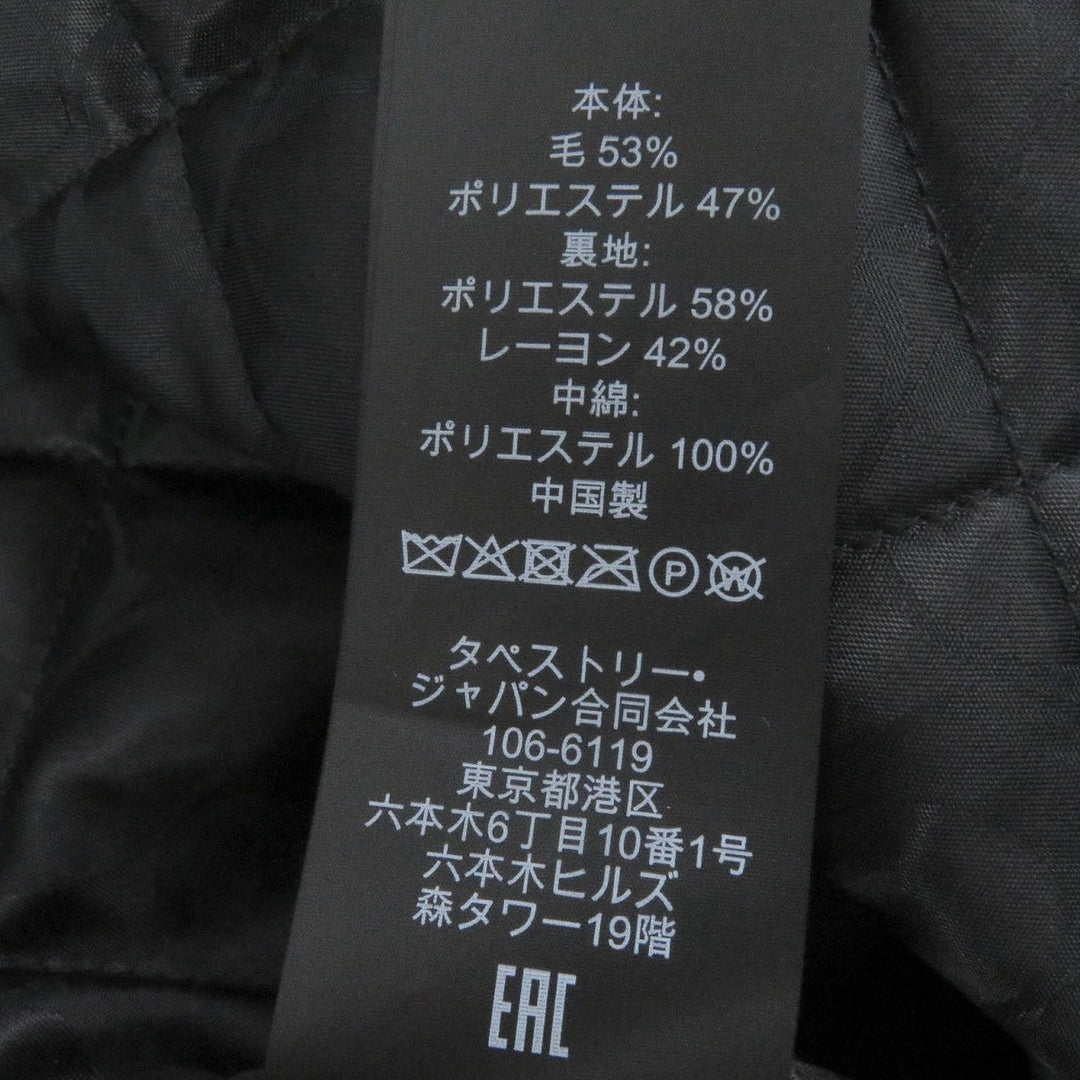 本体:
毛 53%
ポリエステル 47%
裏地:
ポリエステル 58%
レーヨン 42%
中綿:
ポリエステル 100%
中国製
P W
タペストリー・
ジャパン合同会社
106-6119
東京都港区
六本木6丁目10番1号
六本木ヒルズ
森タワー19階
EAC